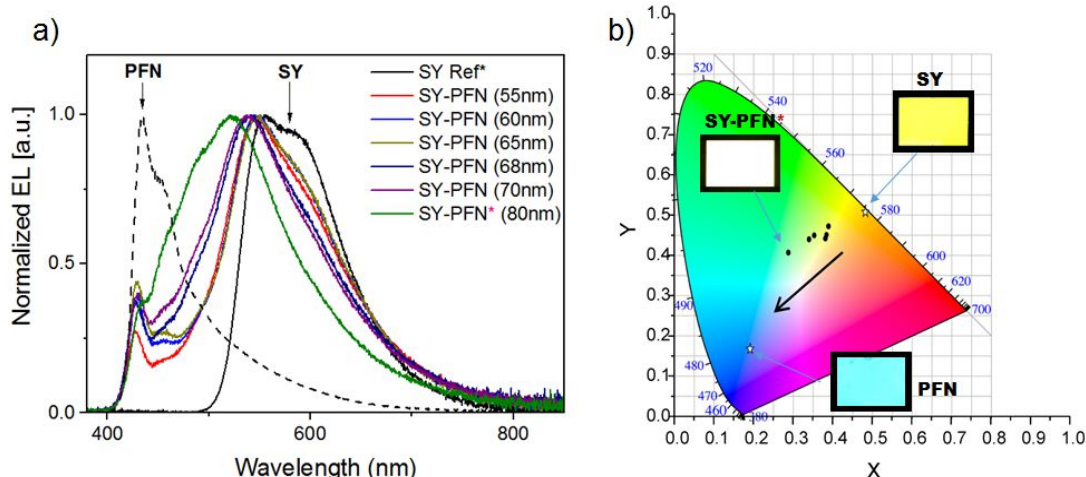 a)
PFN
SY
SY Ref*
SY-PFN (55nm)
SY-PFN (60nm)
SY-PFN (65nm)
SY-PFN (68nm)
SY-PFN (70nm)
SY-PFN* (80nm)
1.0
0.5
0.0
Normalized EL [a.u.]
400
600
800
Wavelength (nm)
b)
1.0
0.9
0.8
0.7
0.6
0.5
0.4
0.3
0.2
0.1
0.0
Y
520
540
560
580
600
620
700
490
480
470
460
SY
SY-PFN*
PFN
0.0
0.1
0.2
0.3
0.4
0.5
0.6
0.7
0.8
0.9
1.0
X